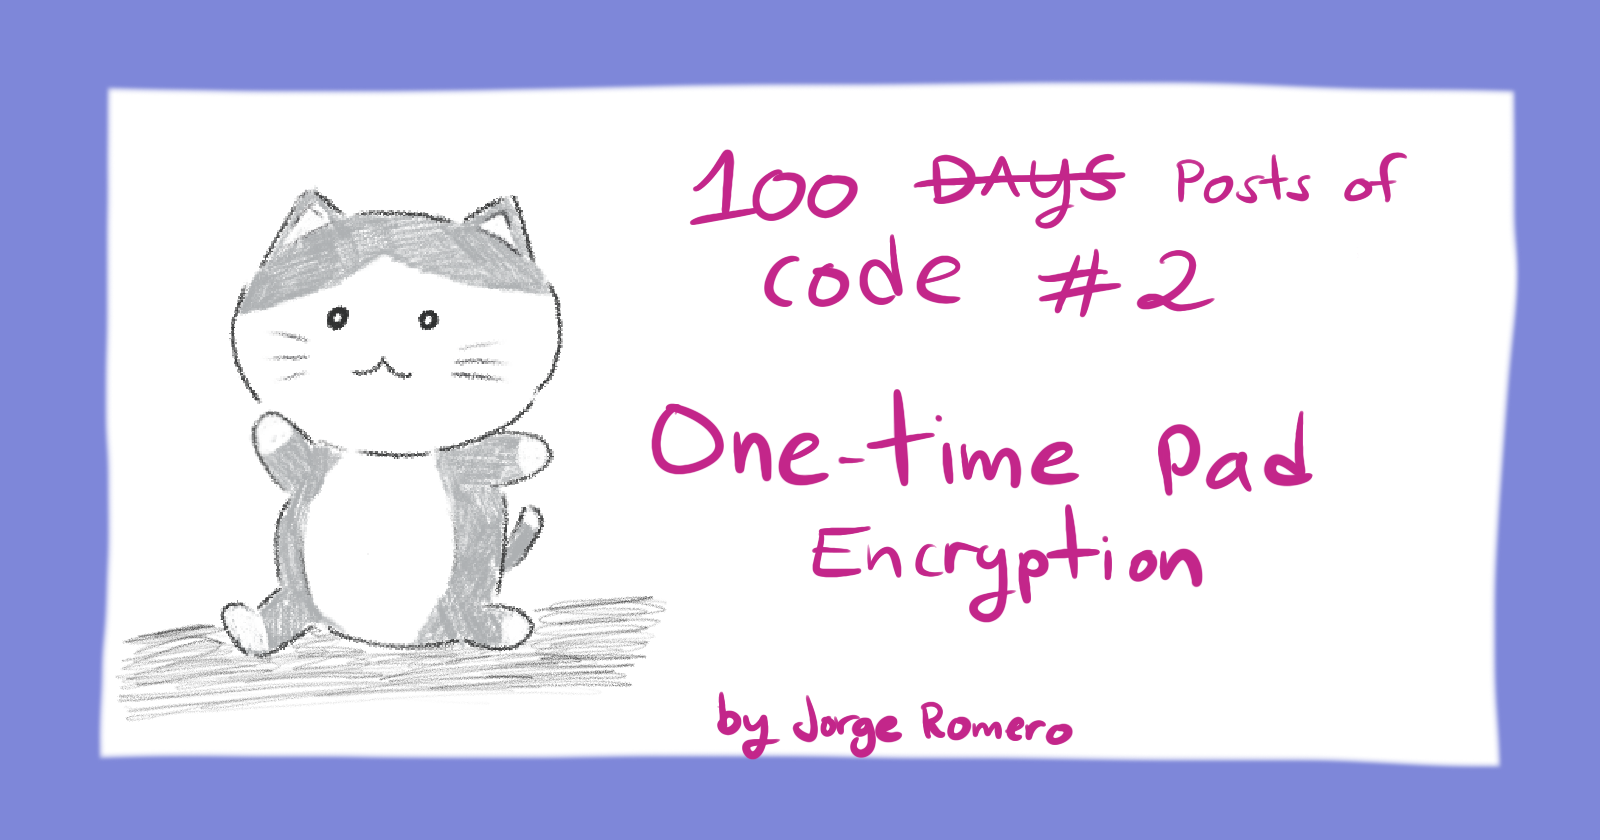 100 DAYS Posts of
code #2
One-time Pad
Encryption
by Jorge Romero